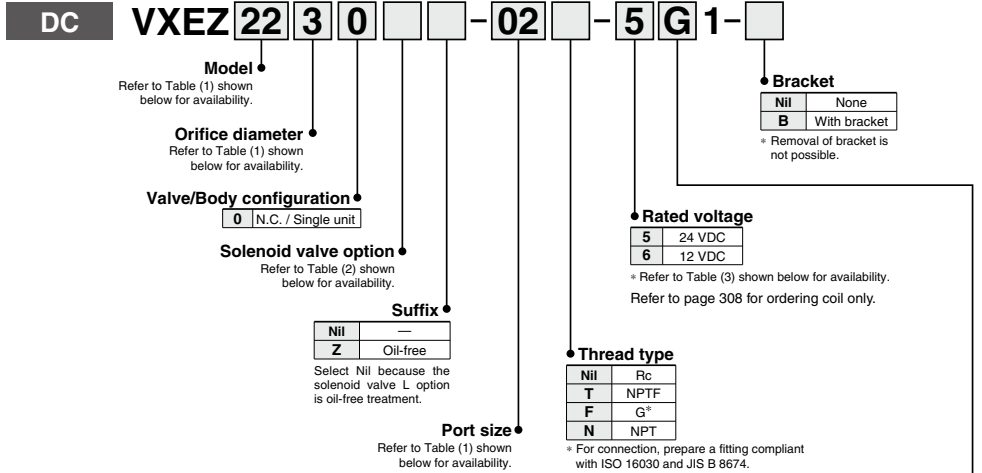 DC VXEZ 22 3 0 - 02 - 5 G 1 -
Model
Refer to Table (1) shown
below for availability.
Orifice diameter
Refer to Table (1) shown
below for availability.
Valve/Body configuration
0 N.C. / Single unit
Solenoid valve option
Refer to Table (2) shown
below for availability.
Suffix
Nil —
Z Oil-free
Select Nil because the
solenoid valve L option
is oil-free treatment.
Port size
Refer to Table (1) shown
below for availability.
Thread type
Nil Rc
T NPTF
F G*
N NPT
* For connection, prepare a fitting compliant
with ISO 16030 and JIS B 8674.
Rated voltage
5 24 VDC
6 12 VDC
* Refer to Table (3) shown below for availability.
Refer to page 308 for ordering coil only.
Bracket
Nil None
B With bracket
* Removal of bracket is
not possible.